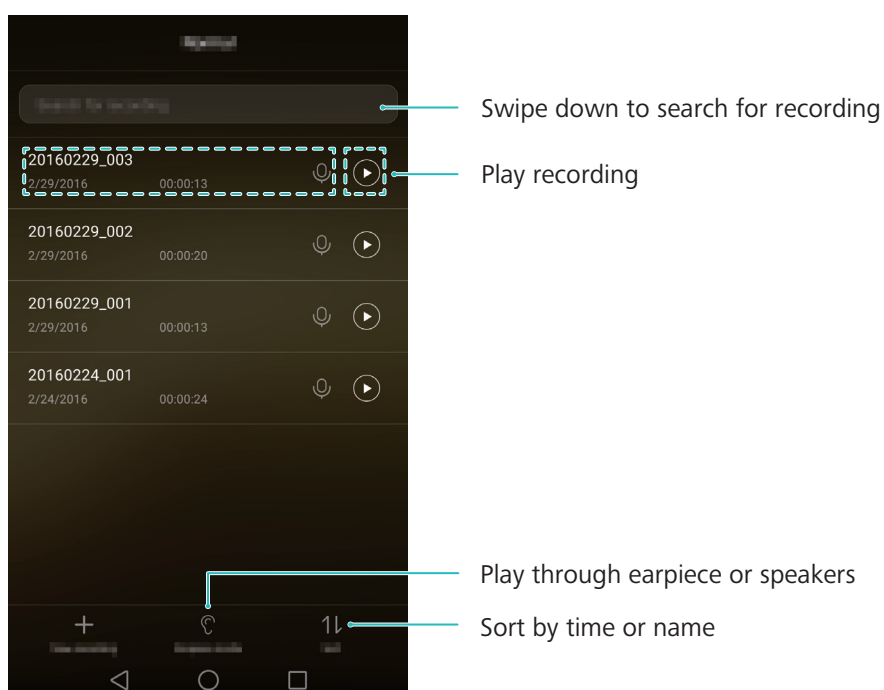 Swipe down to search for recording
20160229_003
2/29/2016 00:00:13
Play recording
20160229_002
2/29/2016 00:00:20
20160229_001
2/29/2016 00:00:13
20160224_001
2/24/2016 00:00:24
Play through earpiece or speakers
Sort by time or name